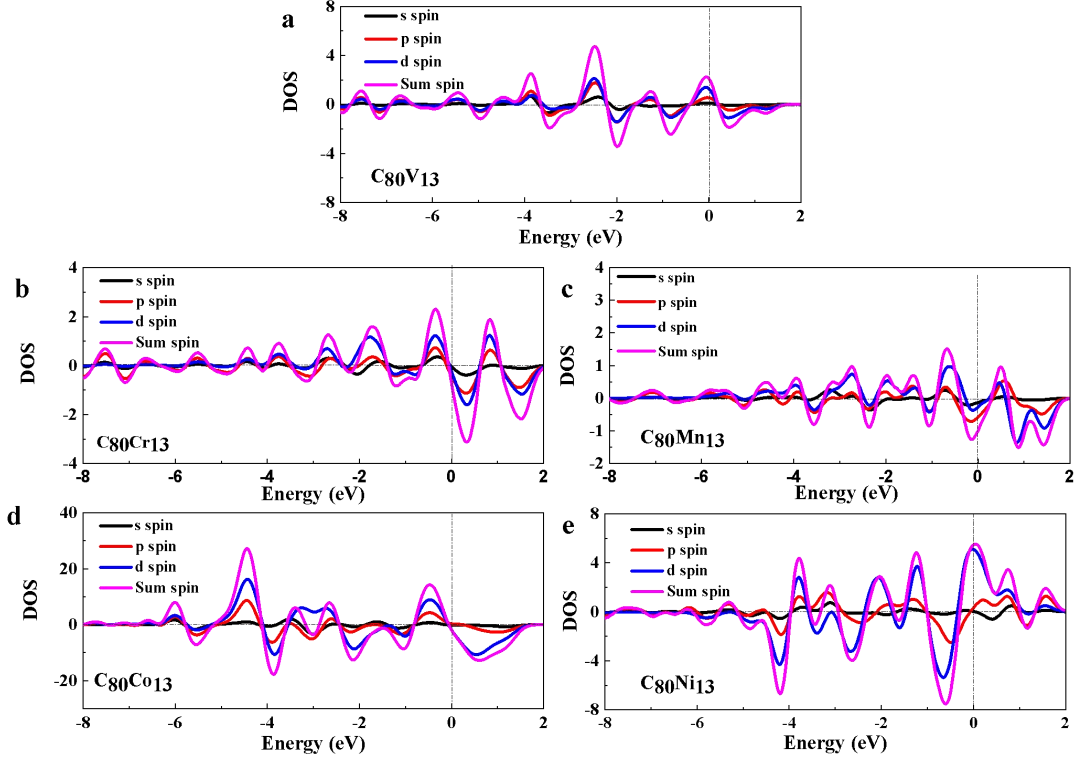 a
s spin
p spin
d spin
Sum spin
8
4
0
-4
-8
DOS
C80V13
-8 -6 -4 -2 0 2
Energy (eV)
b
s spin
p spin
d spin
Sum spin
4
2
0
-2
-4
DOS
C80Cr13
-8 -6 -4 -2 0 2
Energy (eV)
c
s spin
p spin
d spin
Sum spin
4
3
2
1
0
-1
-2
DOS
C80Mn13
-8 -6 -4 -2 0 2
Energy (eV)
d
s spin
p spin
d spin
Sum spin
40
20
0
-20
DOS
C80Co13
-8 -6 -4 -2 0 2
Energy (eV)
e
s spin
p spin
d spin
Sum spin
8
4
0
-4
-8
DOS
C80Ni13
-8 -6 -4 -2 0 2
Energy (eV)